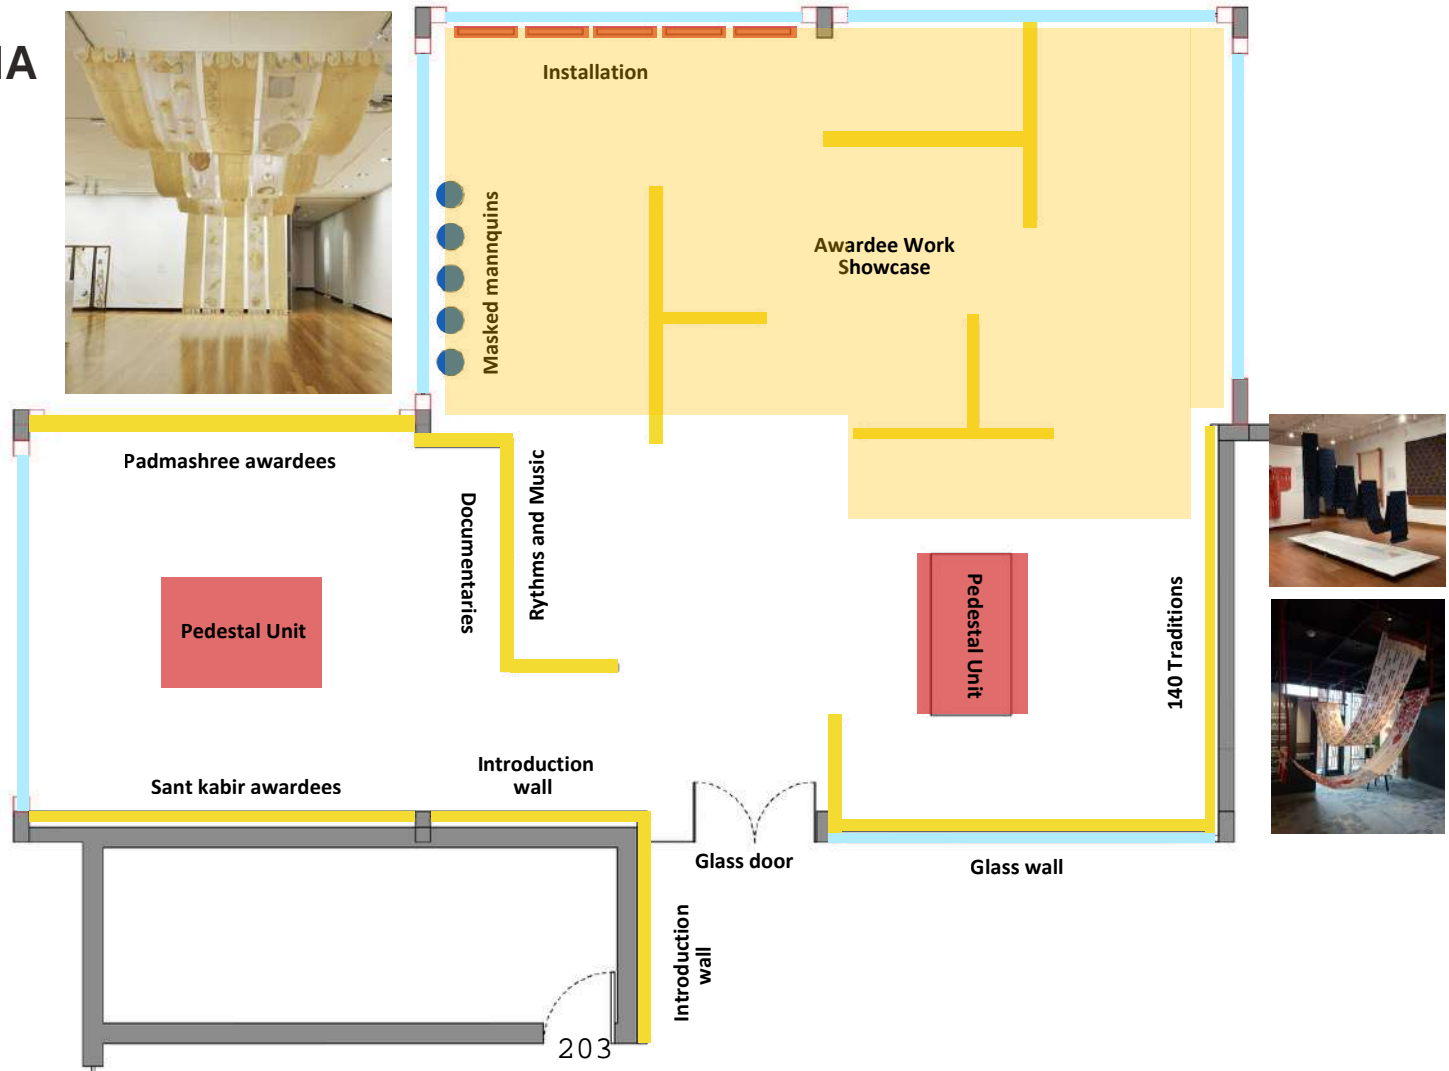 IA
Installation
Masked mannquins
Awardee Work
Showcase
Padmashree awardees
Documentaries
Rythms and Music
Pedestal Unit
Pedestal Unit
140 Traditions
Sant kabir awardees
Introduction
wall
Glass door
Glass wall
Introduction
wall
203